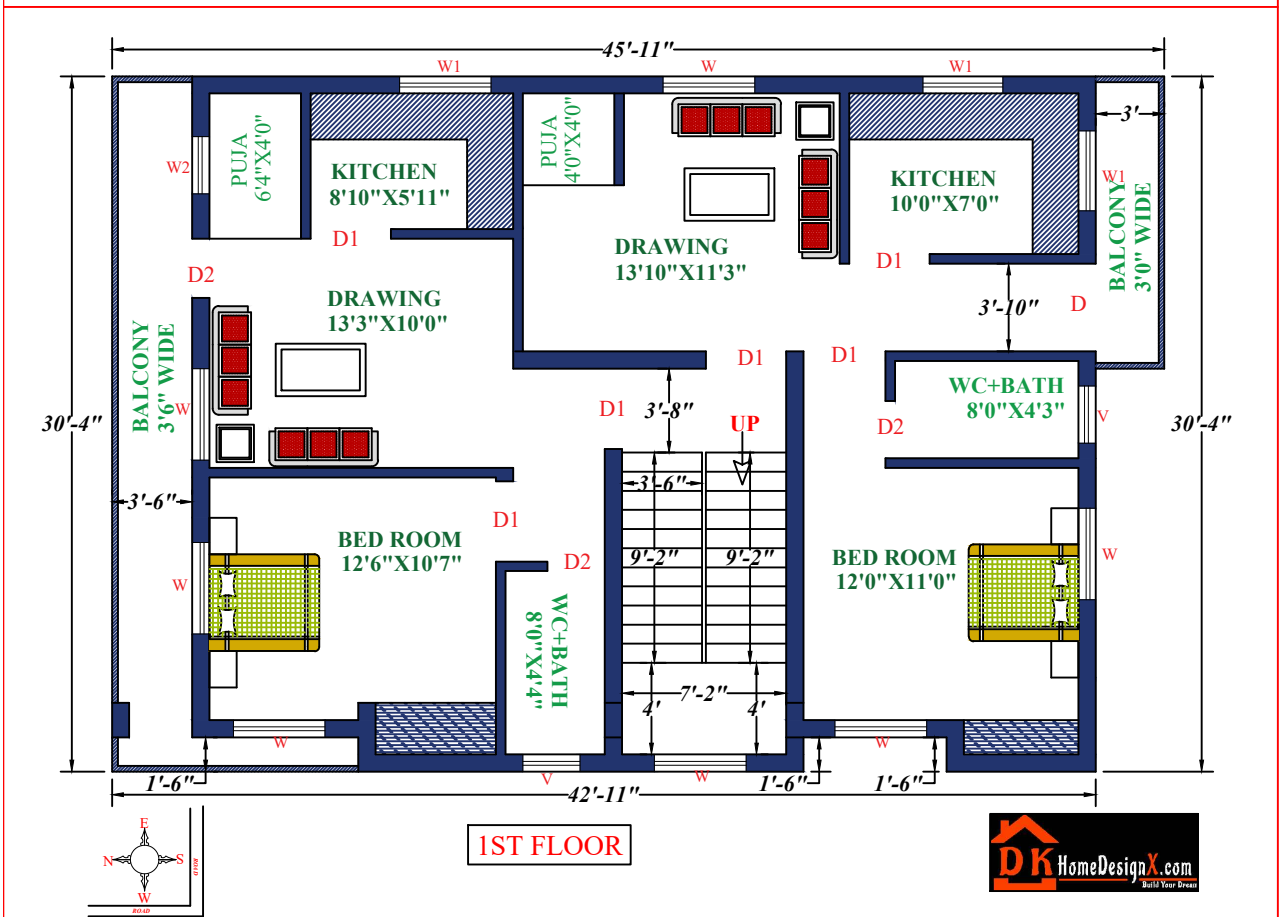 45'-11"
W1
W
W1
3'
PUJA
6'4"X4'0"
PUJA
4'0"X4'0"
W2
KITCHEN
8'10"X5'11"
KITCHEN
10'0"X7'0"
W1
BALCONY
3'0" WIDE
D1
DRAWING
13'10"X11'3"
D1
D2
DRAWING
13'3"X10'0"
3'-10"
D
BALCONY
3'6" WIDE
D1
D1
WC+BATH
8'0"X4'3"
W
D1
3'-8"
UP
D2
V
30'-4"
30'-4"
3'-6"
3'-6"
D1
BED ROOM
12'6"X10'7"
D2
9'-2"
9'-2"
BED ROOM
12'0"X11'0"
W
W
WC+BATH
8'0"X4'4"
7'-2"
4'
4'
W
W
1'-6"
V
W
1'-6"
1'-6"
42'-11"
E
N
S
W
ROAD
ROAD
1ST FLOOR
DK HomeDesignX.com
Build Your Dream